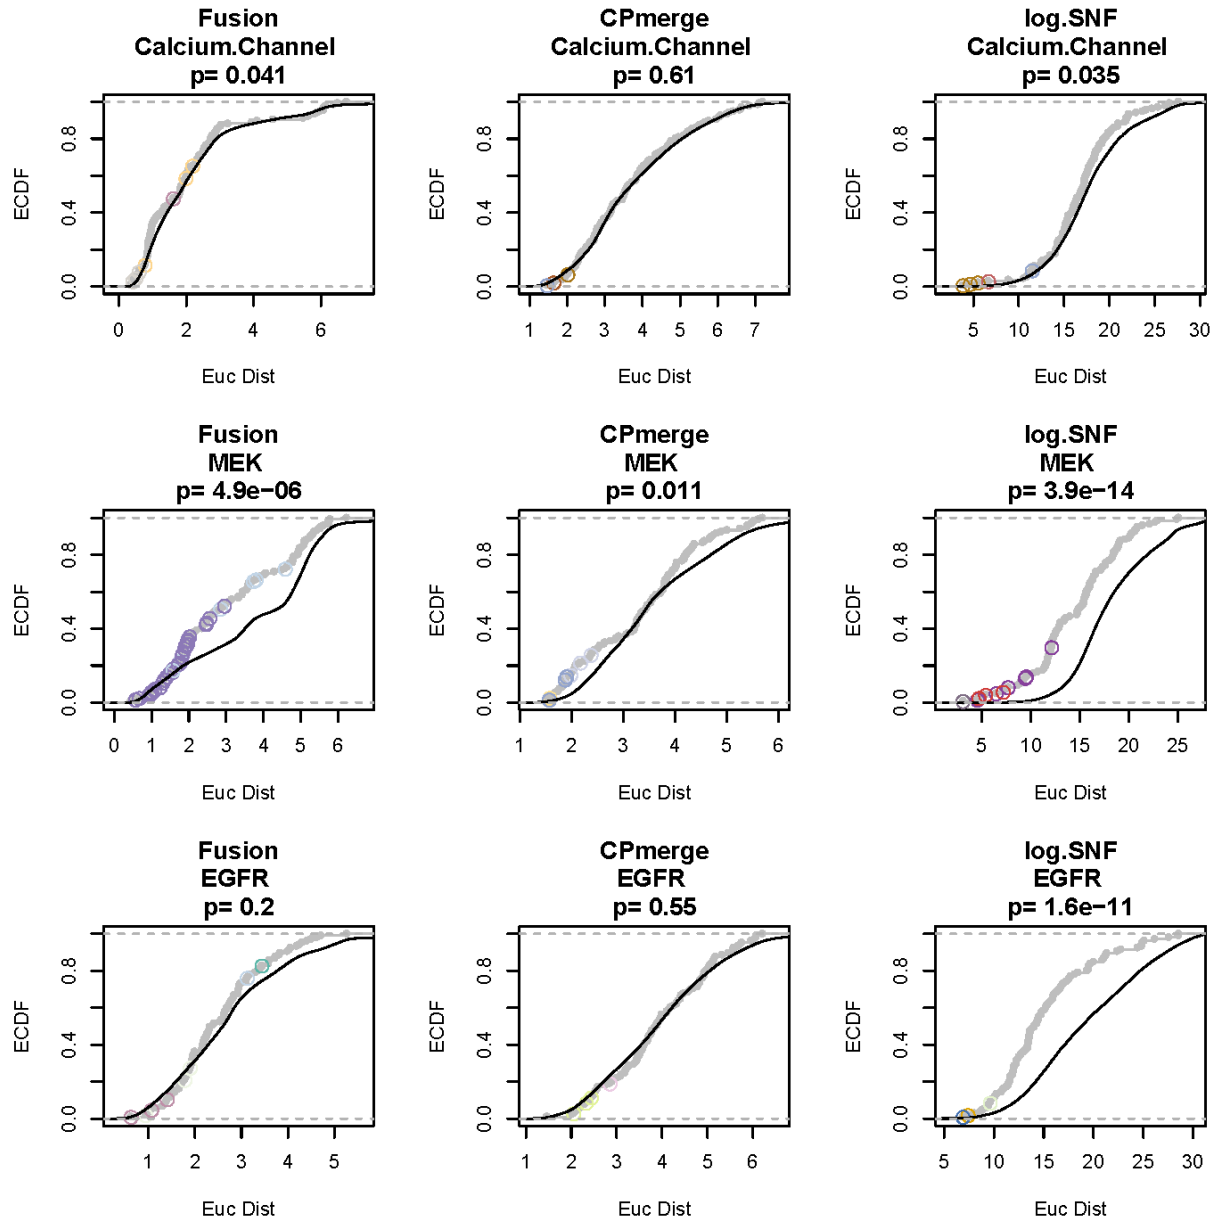 Fusion
Calcium.Channel
p= 0.041
ECDF
0.0 0.4 0.8
0 2 4 6
Euc Dist
CPmerge
Calcium.Channel
p= 0.61
ECDF
0.0 0.4 0.8
1 2 3 4 5 6 7
Euc Dist
log.SNF
Calcium.Channel
p= 0.035
ECDF
0.0 0.4 0.8
5 10 15 20 25 30
Euc Dist
Fusion
MEK
p= 4.9e−06
ECDF
0.0 0.4 0.8
0 1 2 3 4 5 6
Euc Dist
CPmerge
MEK
p= 0.011
ECDF
0.0 0.4 0.8
1 2 3 4 5 6
Euc Dist
log.SNF
MEK
p= 3.9e−14
ECDF
0.0 0.4 0.8
5 10 15 20 25
Euc Dist
Fusion
EGFR
p= 0.2
ECDF
0.0 0.4 0.8
1 2 3 4 5
Euc Dist
CPmerge
EGFR
p= 0.55
ECDF
0.0 0.4 0.8
1 2 3 4 5 6
Euc Dist
log.SNF
EGFR
p= 1.6e−11
ECDF
0.0 0.4 0.8
5 10 15 20 25 30
Euc Dist